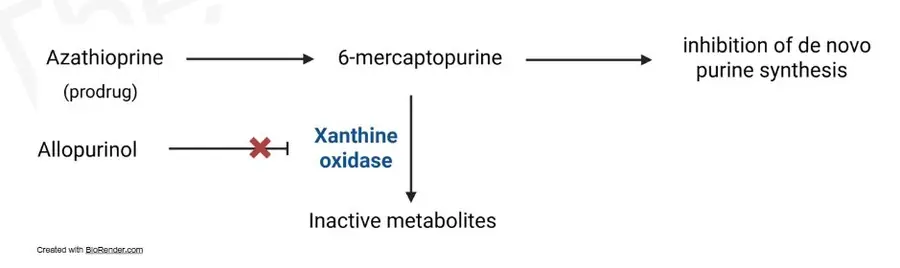 Azathioprine
(prodrug)
6-mercaptopurine
inhibition of de novo
purine synthesis
Allopurinol
Xanthine
oxidase
Inactive metabolites
Created with BioRender.com